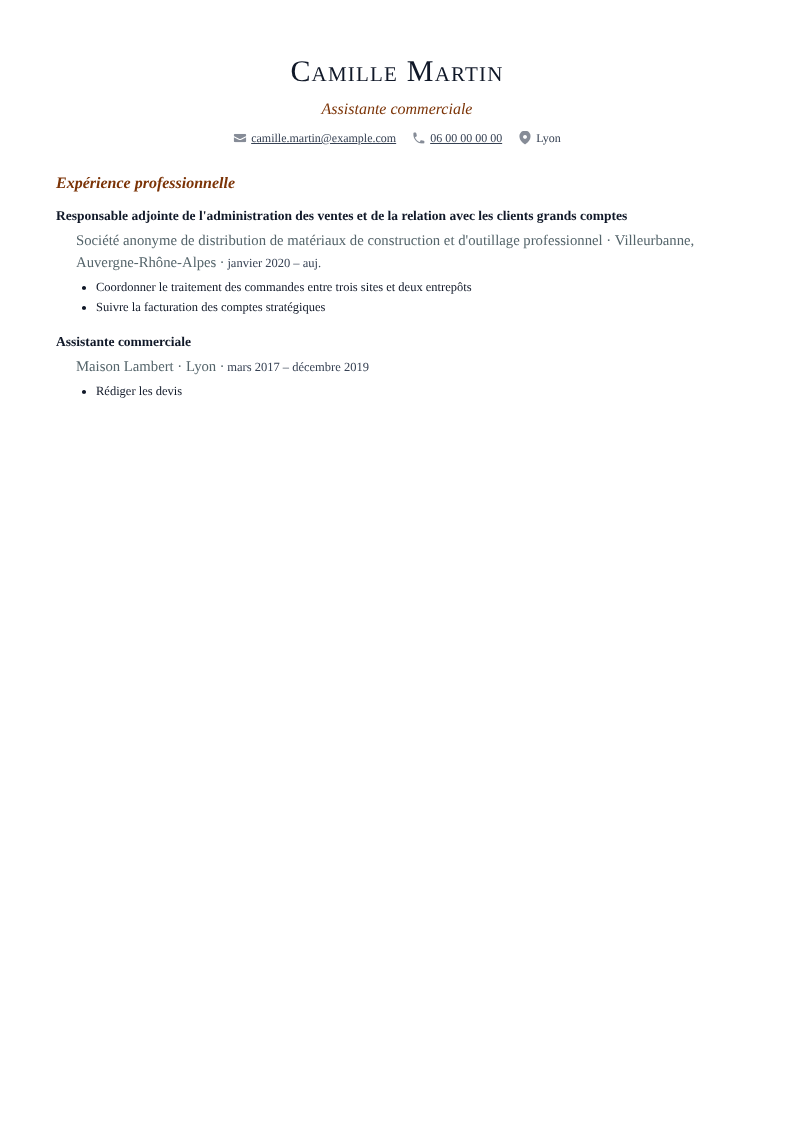 Camille Martin
Assistante commerciale
camille.martin@example.com 06 00 00 00 00 Lyon
Expérience professionnelle
Responsable adjointe de l'administration des ventes et de la relation avec les clients grands comptes
Société anonyme de distribution de matériaux de construction et d'outillage professionnel · Villeurbanne,
Auvergne-Rhône-Alpes · janvier 2020 – auj.
• Coordonner le traitement des commandes entre trois sites et deux entrepôts
• Suivre la facturation des comptes stratégiques
Assistante commerciale
Maison Lambert · Lyon · mars 2017 – décembre 2019
• Rédiger les devis